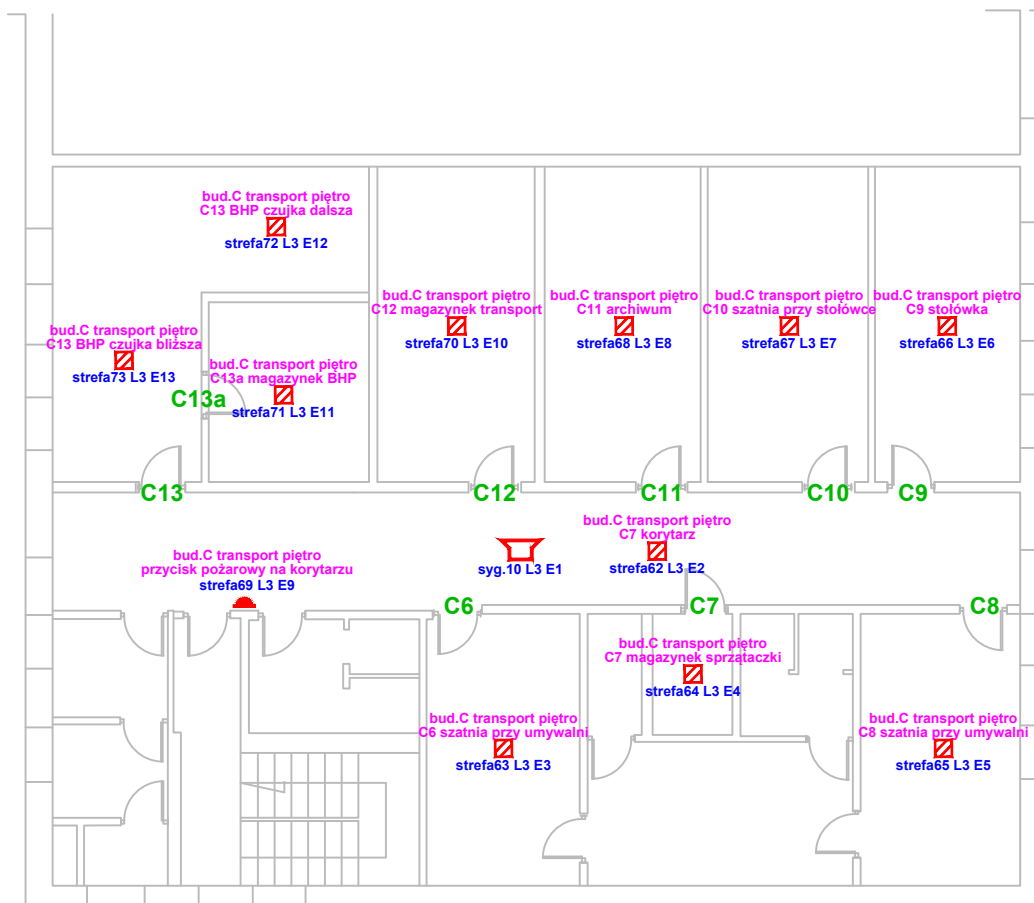 bud.C transport piętro
C13 BHP czujka dalsza
strefa72 L3 E12
bud.C transport piętro
C12 magazynek transport
strefa70 L3 E10
bud.C transport piętro
C11 archiwum
strefa68 L3 E8
bud.C transport piętro
C10 szatnia przy stołówce
strefa67 L3 E7
bud.C transport piętro
C9 stołówka
strefa66 L3 E6
bud.C transport piętro
C13 BHP czujka bliższa
strefa73 L3 E13
bud.C transport piętro
C13a magazynek BHP
strefa71 L3 E11
C13a
C13
C12
C11
C10
C9
bud.C transport piętro
C7 korytarz
strefa62 L3 E2
syg.10 L3 E1
bud.C transport piętro
przycisk pożarowy na korytarzu
strefa69 L3 E9
C6
C7
C8
bud.C transport piętro
C7 magazynek sprzątaczki
strefa64 L3 E4
bud.C transport piętro
C6 szatnia przy umywalni
strefa63 L3 E3
bud.C transport piętro
C8 szatnia przy umywalni
strefa65 L3 E5